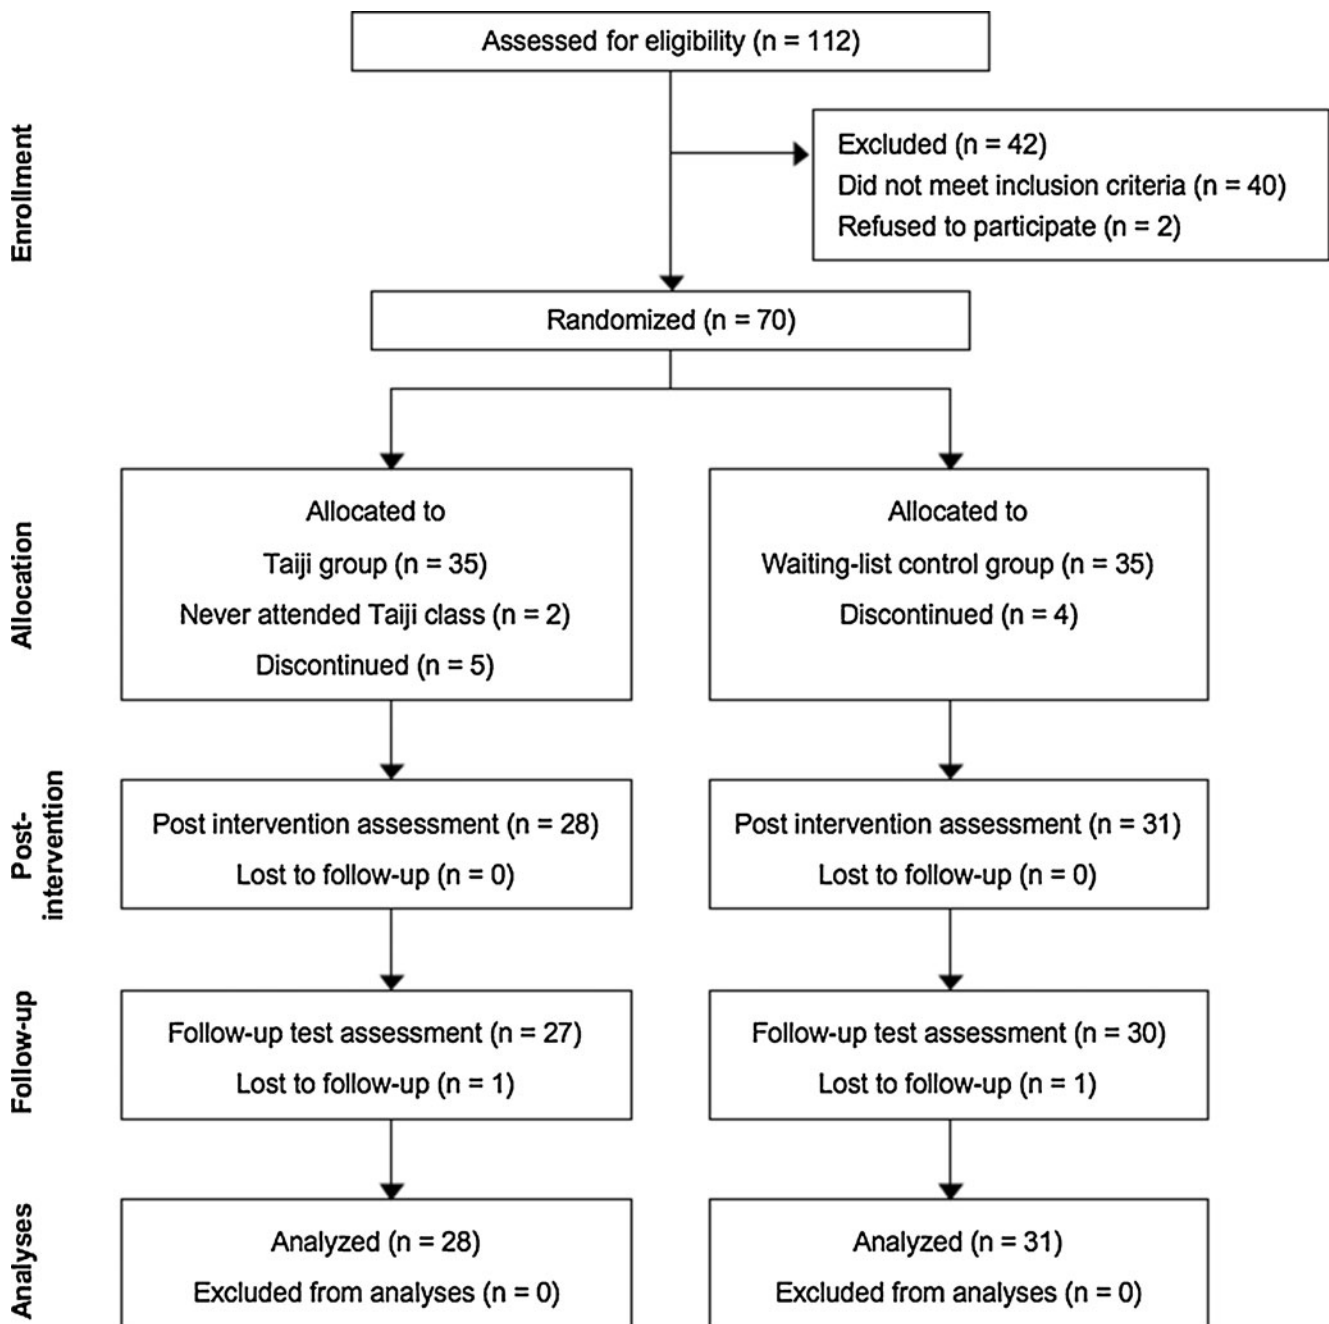 Assessed for eligibility (n = 112)
Enrollment
Excluded (n = 42)
Did not meet inclusion criteria (n = 40)
Refused to participate (n = 2)
Randomized (n = 70)
Allocation
Allocated to
Taiji group (n = 35)
Never attended Taiji class (n = 2)
Discontinued (n = 5)
Allocated to
Waiting-list control group (n = 35)
Discontinued (n = 4)
Post-
intervention
Post intervention assessment (n = 28)
Lost to follow-up (n = 0)
Post intervention assessment (n = 31)
Lost to follow-up (n = 0)
Follow-up
Follow-up test assessment (n = 27)
Lost to follow-up (n = 1)
Follow-up test assessment (n = 30)
Lost to follow-up (n = 1)
Analyses
Analyzed (n = 28)
Excluded from analyses (n = 0)
Analyzed (n = 31)
Excluded from analyses (n = 0)